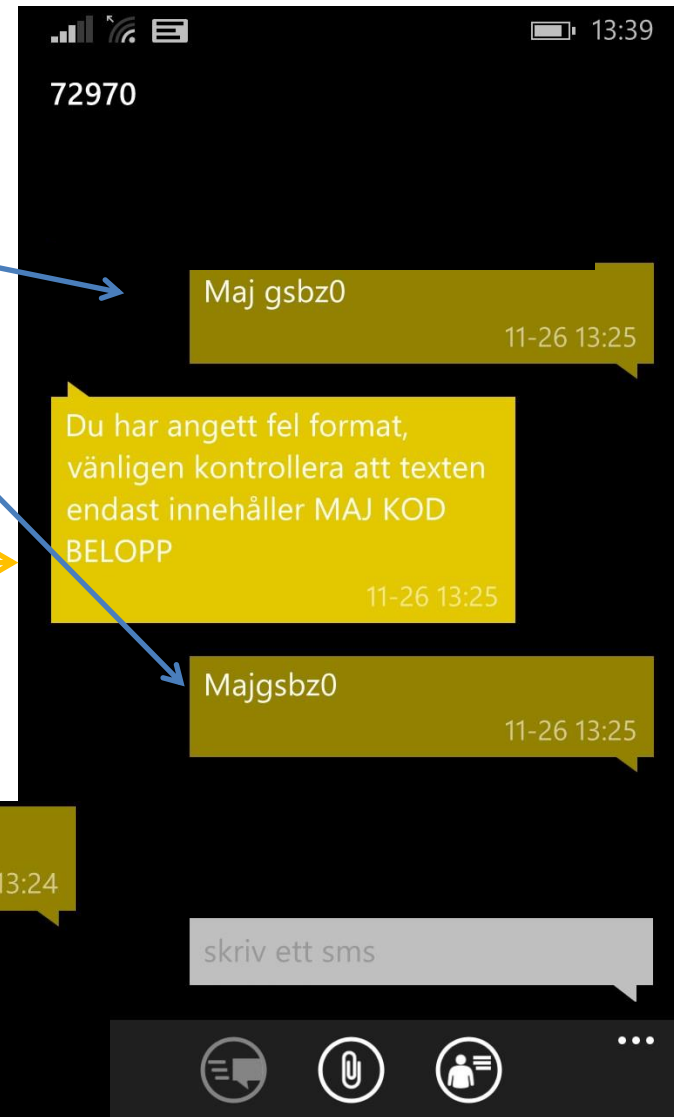 13:39
72970
Maj gsbz0
11-26 13:25
Du har angett fel format,
vänligen kontrollera att texten
endast innehåller MAJ KOD
BELOPP
11-26 13:25
Majgsbz0
11-26 13:25
13:24
skriv ett sms